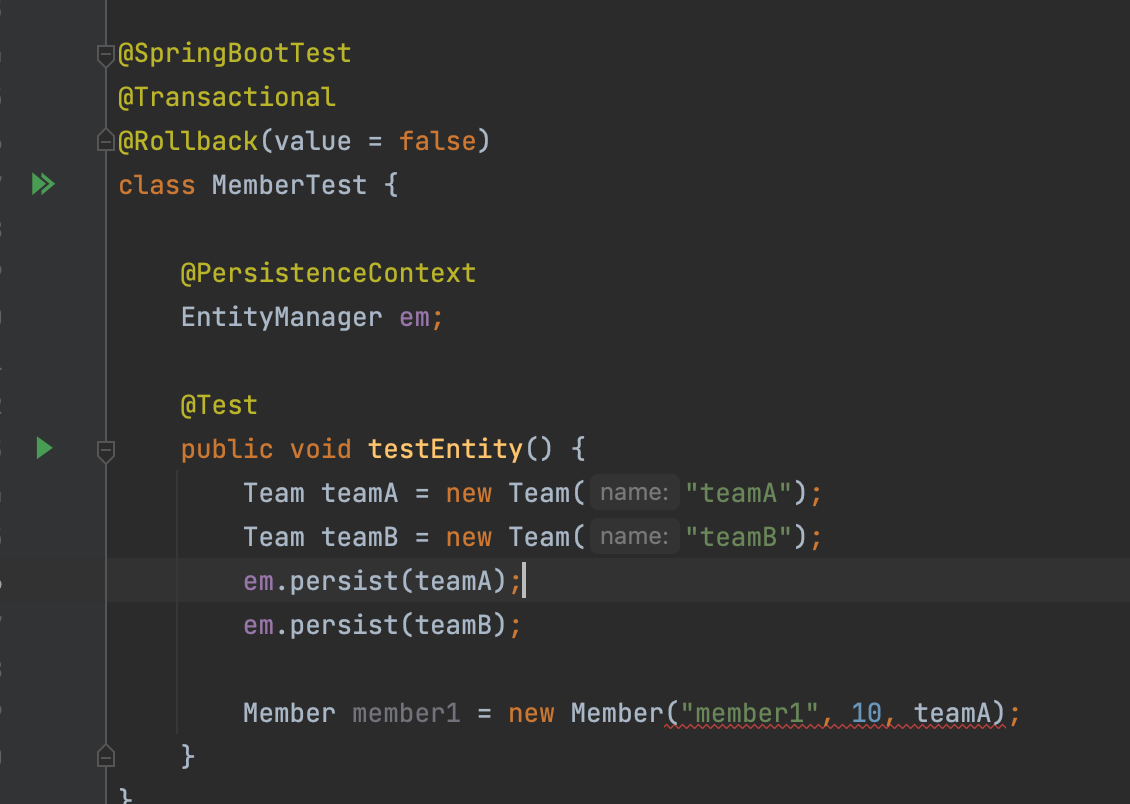 @SpringBootTest
@Transactional
@Rollback(value = false)
class MemberTest {
@PersistenceContext
EntityManager em;
@Test
public void testEntity() {
Team teamA = new Team( name: "teamA");
Team teamB = new Team( name: "teamB");
em.persist(teamA);
em.persist(teamB);
Member member1 = new Member("member1", 10, teamA);
}
}